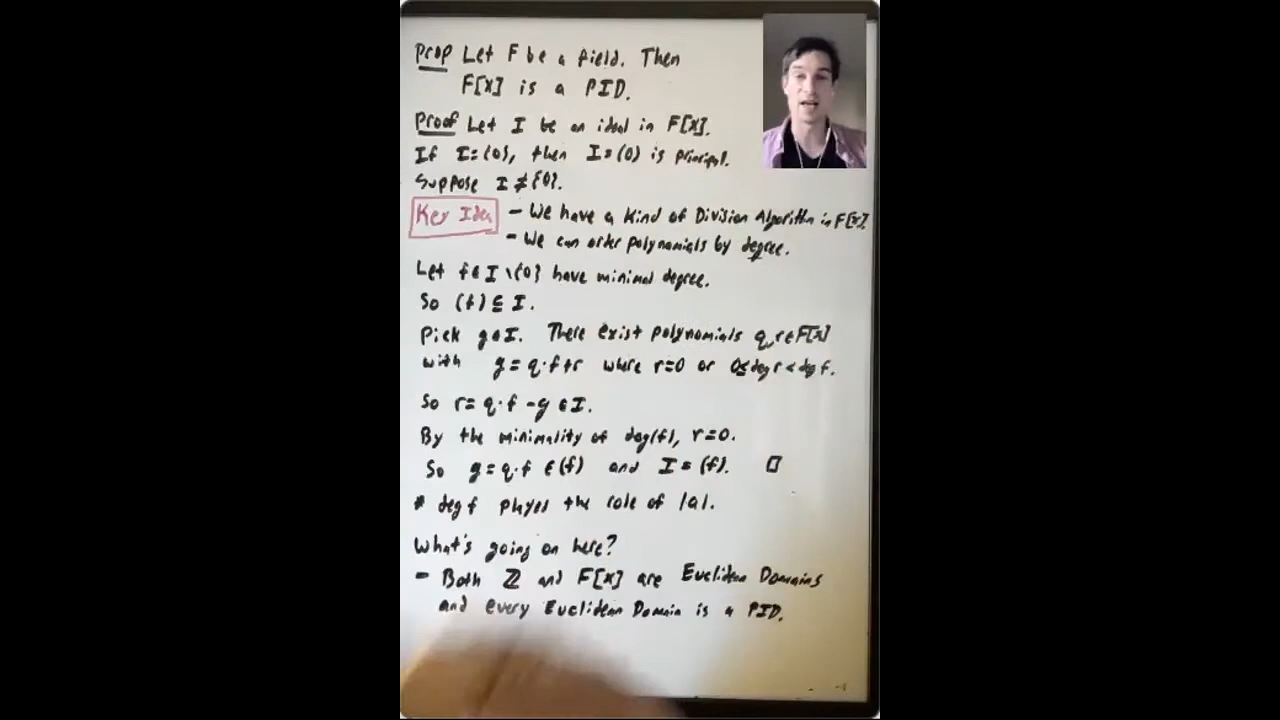 Prop Let F be a field. Then
F[x] is a PID.
Proof Let I be an ideal in F[x].
If I={0}, then I=(0) is principal.
Suppose I ≠ {0}.
Key Idea - We have a kind of Division Algorithm in F[x].
- We can order polynomials by degree.
Let f ∈ I \ {0} have minimal degree.
So (f) ⊆ I.
Pick g ∈ I. There exist polynomials q, r ∈ F[x]
with g = q·f + r where r=0 or 0≤deg r < deg f.
So r = q·f - g ∈ I.
By the minimality of deg(f), r=0.
So g = q·f ∈ (f) and I = (f). □
* deg f played the role of |a|.
What's going on here?
- Both ℤ and F[x] are Euclidean Domains
and every Euclidean Domain is a PID.